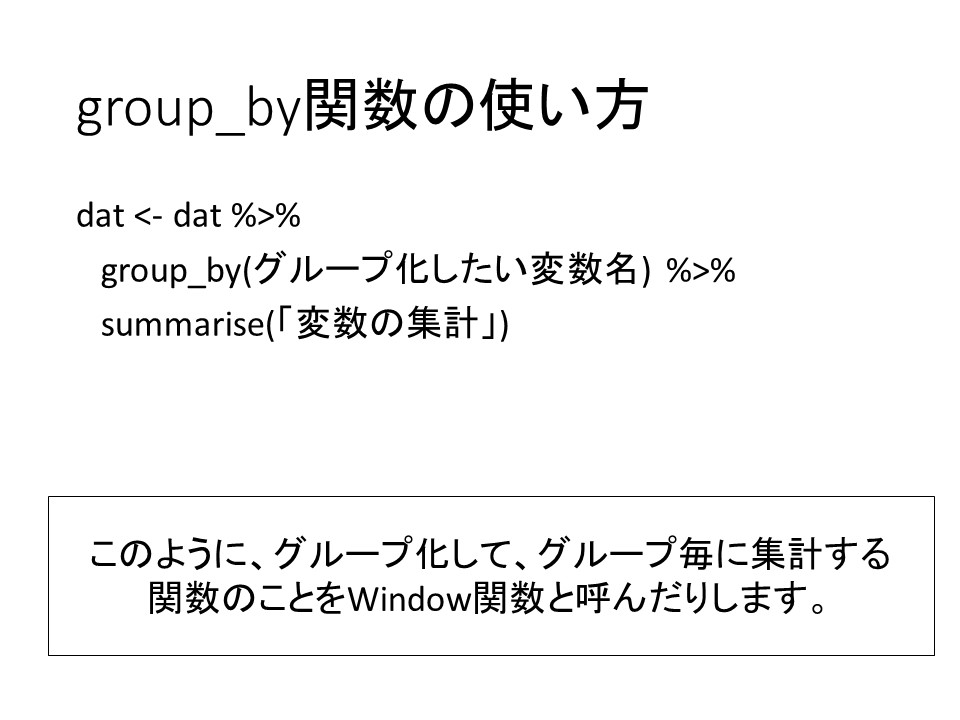 group_by関数の使い方
dat <- dat %>%
group_by(グループ化したい変数名) %>%
summarise(「変数の集計」)
このように、グループ化して、グループ毎に集計する
関数のことをWindow関数と呼んだりします。